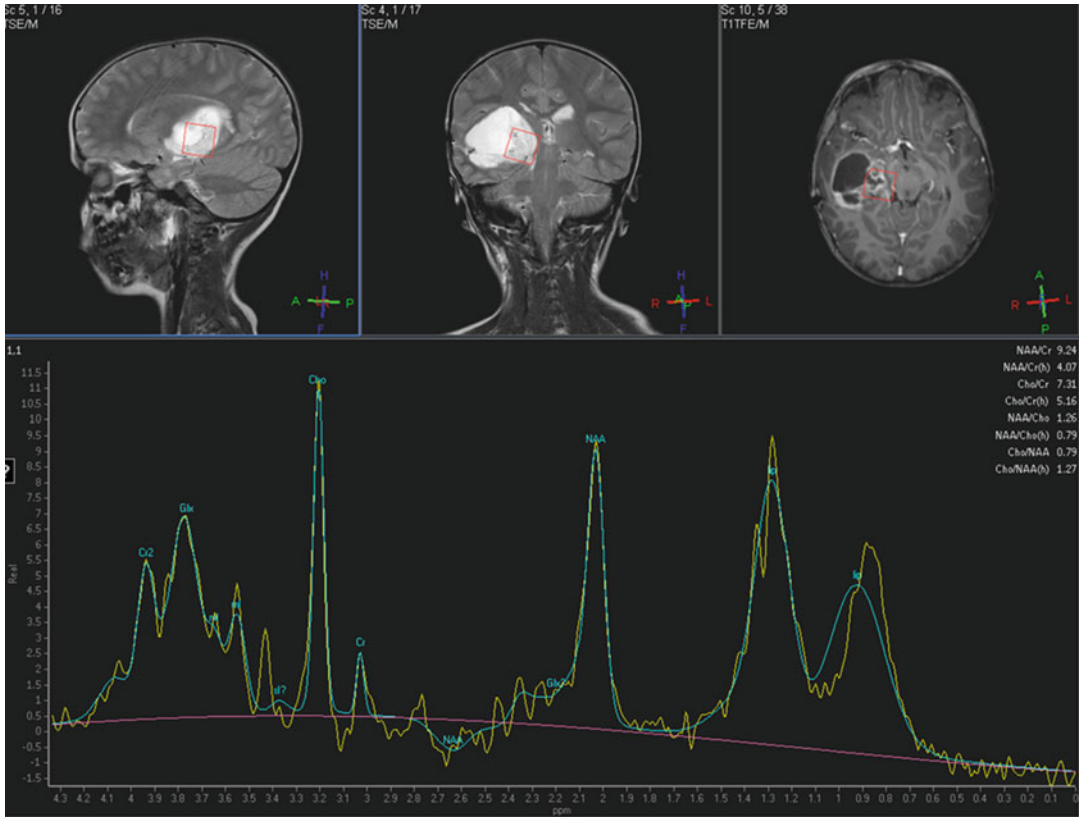 Sc 5, 1 / 16
TSE/M
Sc 4, 1 / 17
TSE/M
Sc 10, 5 / 38
T1TFE/M
H
A
P
F
H
R
A
P
L
F
A
R
L
P
1,1
NAA/Cr 9.24
NAA/Cr(h) 4.07
Cho/Cr 7.31
Cho/Cr(h) 5.16
NAA/Cho 1.26
NAA/Cho(h) 0.79
Cho/NAA 0.79
Cho/NAA(h) 1.27
?
11.5
11
10.5
10
9.5
9
8.5
8
7.5
7
6.5
6
5.5
5
4.5
4
3.5
3
2.5
2
1.5
1
0.5
0
-0.5
-1
-1.5
Real
Cr2
Glx
Cho
Cr
NAA
Glx2
NAA
lp
4.3 4.2 4.1 4 3.9 3.8 3.7 3.6 3.5 3.4 3.3 3.2 3.1 3 2.9 2.8 2.7 2.6 2.5 2.4 2.3 2.2 2.1 2 1.9 1.8 1.7 1.6 1.5 1.4 1.3 1.2 1.1 1 0.9 0.8 0.7 0.6 0.5 0.4 0.3 0.2 0.1 0
ppm